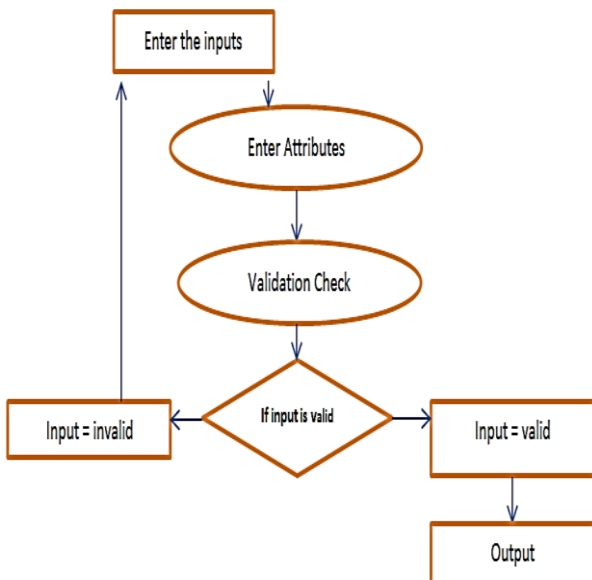 Enter the inputs
Enter Attributes
Validation Check
If input is valid
Input = invalid
Input = valid
Output